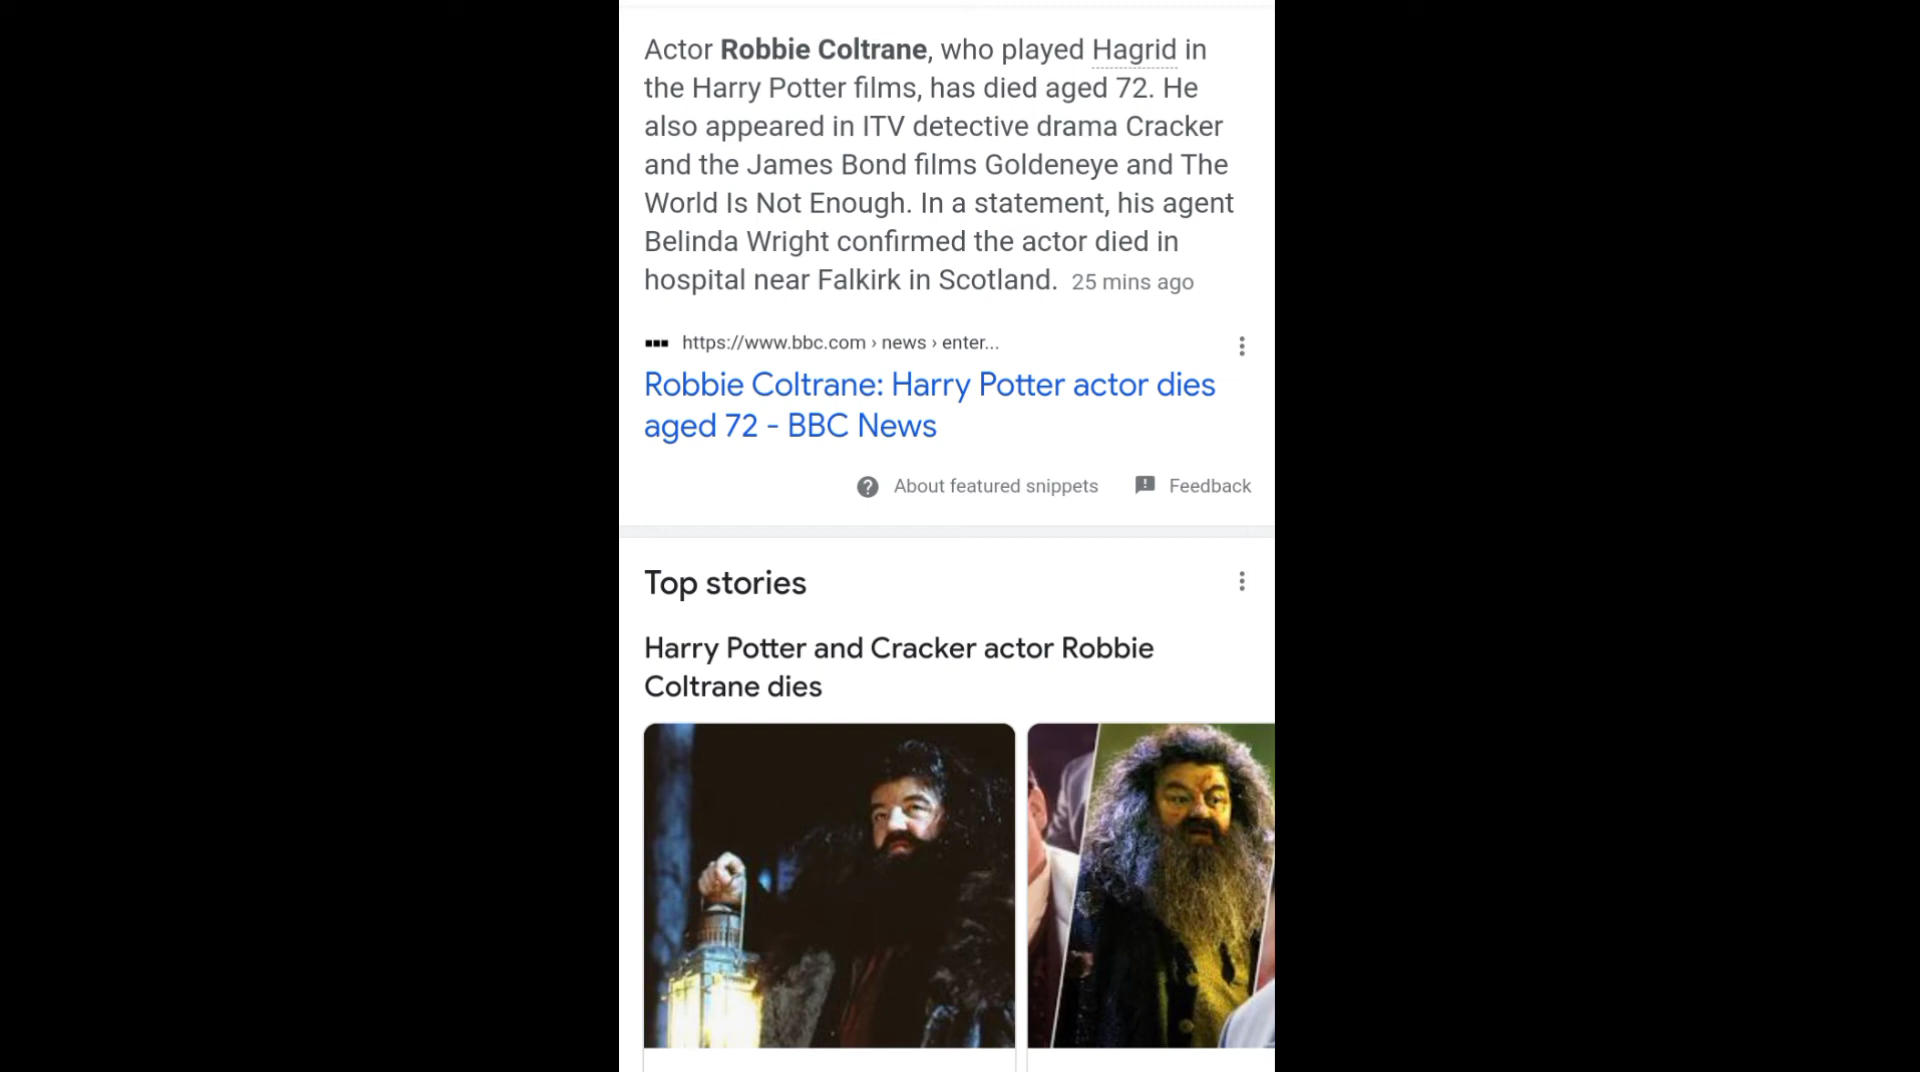 Actor Robbie Coltrane, who played Hagrid in
the Harry Potter films, has died aged 72. He
also appeared in ITV detective drama Cracker
and the James Bond films Goldeneye and The
World Is Not Enough. In a statement, his agent
Belinda Wright confirmed the actor died in
hospital near Falkirk in Scotland. 25 mins ago
https://www.bbc.com › news › enter...
Robbie Coltrane: Harry Potter actor dies
aged 72 - BBC News
About featured snippets Feedback
Top stories
Harry Potter and Cracker actor Robbie
Coltrane dies